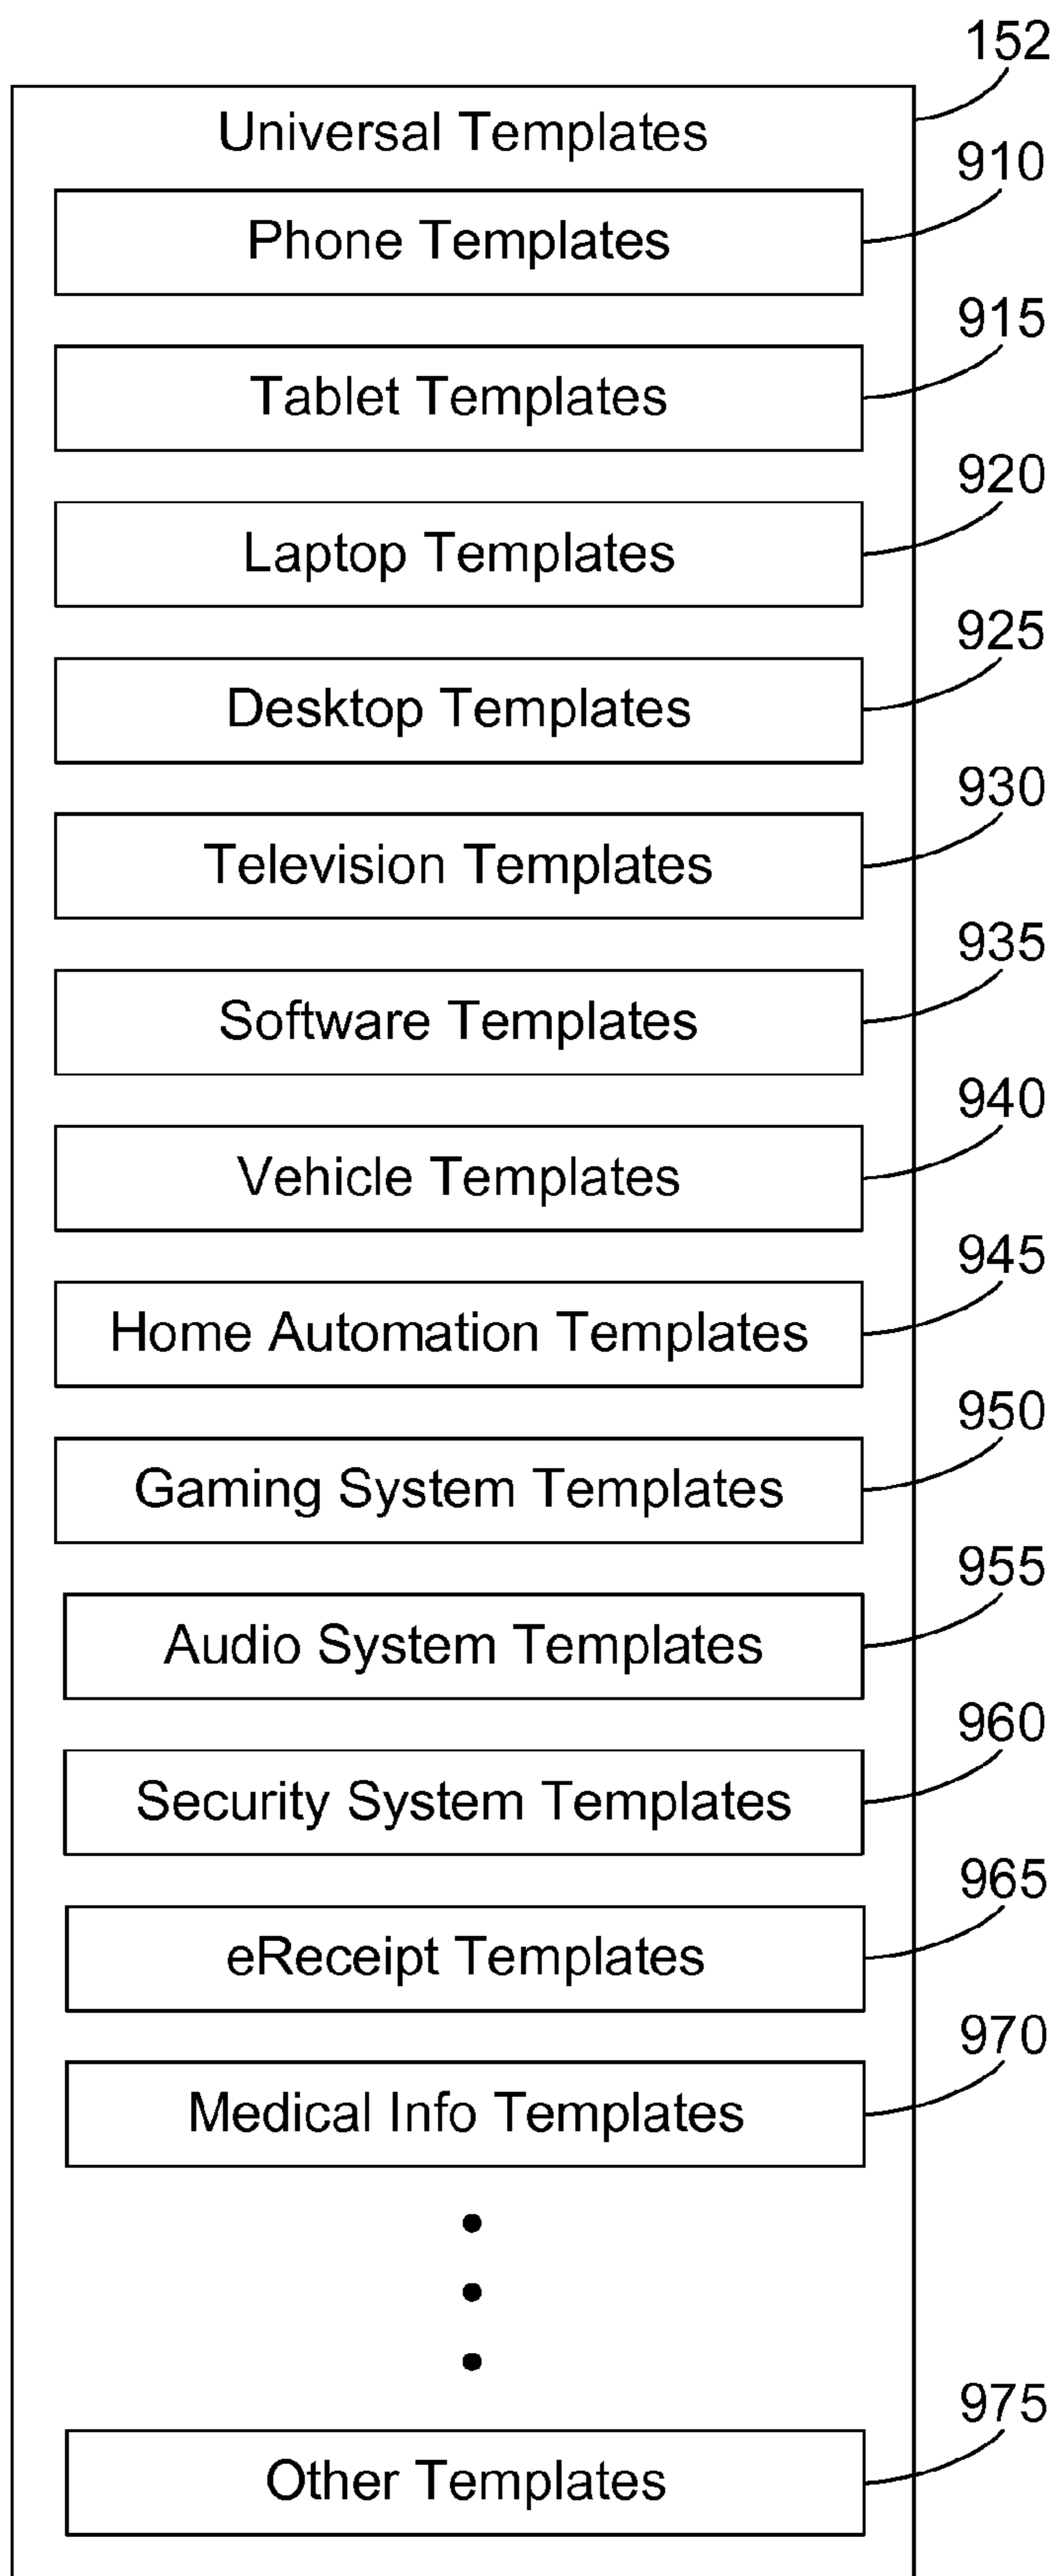 152
Universal Templates
910
Phone Templates
915
Tablet Templates
920
Laptop Templates
925
Desktop Templates
930
Television Templates
935
Software Templates
940
Vehicle Templates
945
Home Automation Templates
950
Gaming System Templates
955
Audio System Templates
960
Security System Templates
965
eReceipt Templates
970
Medical Info Templates
975
Other Templates